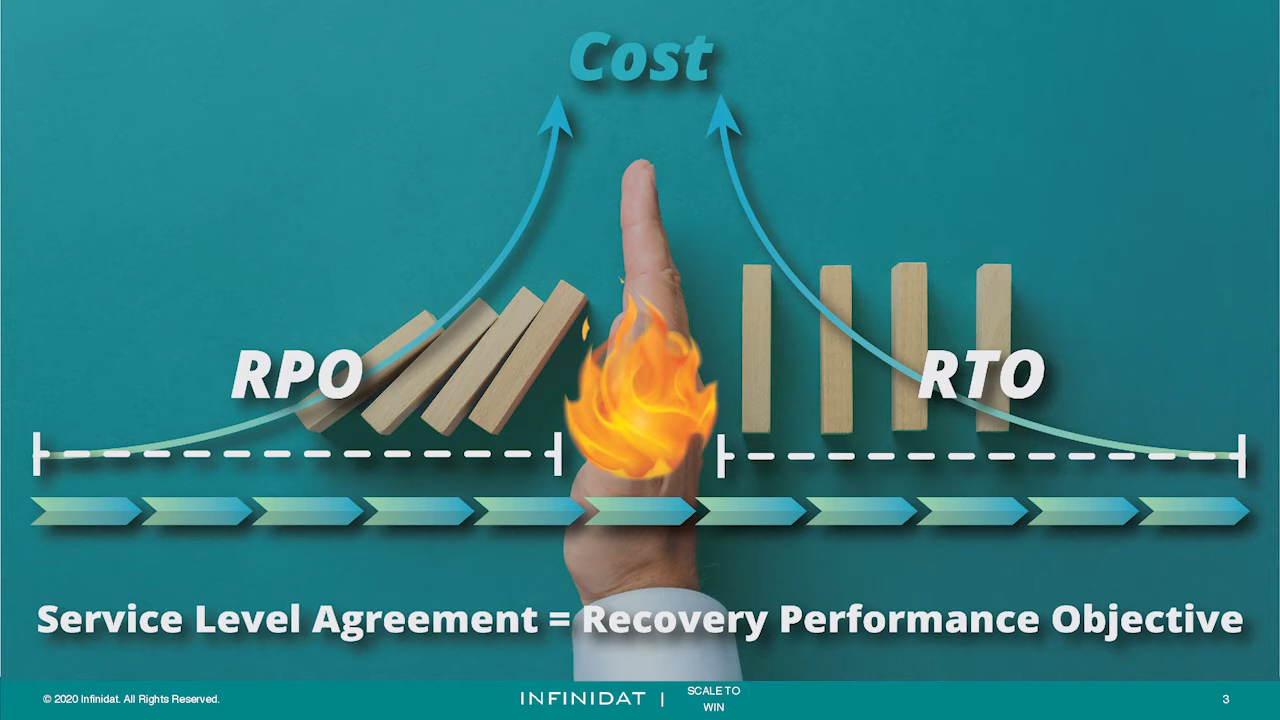 Cost
RPO
RTO
Service Level Agreement = Recovery Performance Objective
© 2020 Infinidat. All Rights Reserved.
INFINIDAT |
SCALE TO
WIN
3